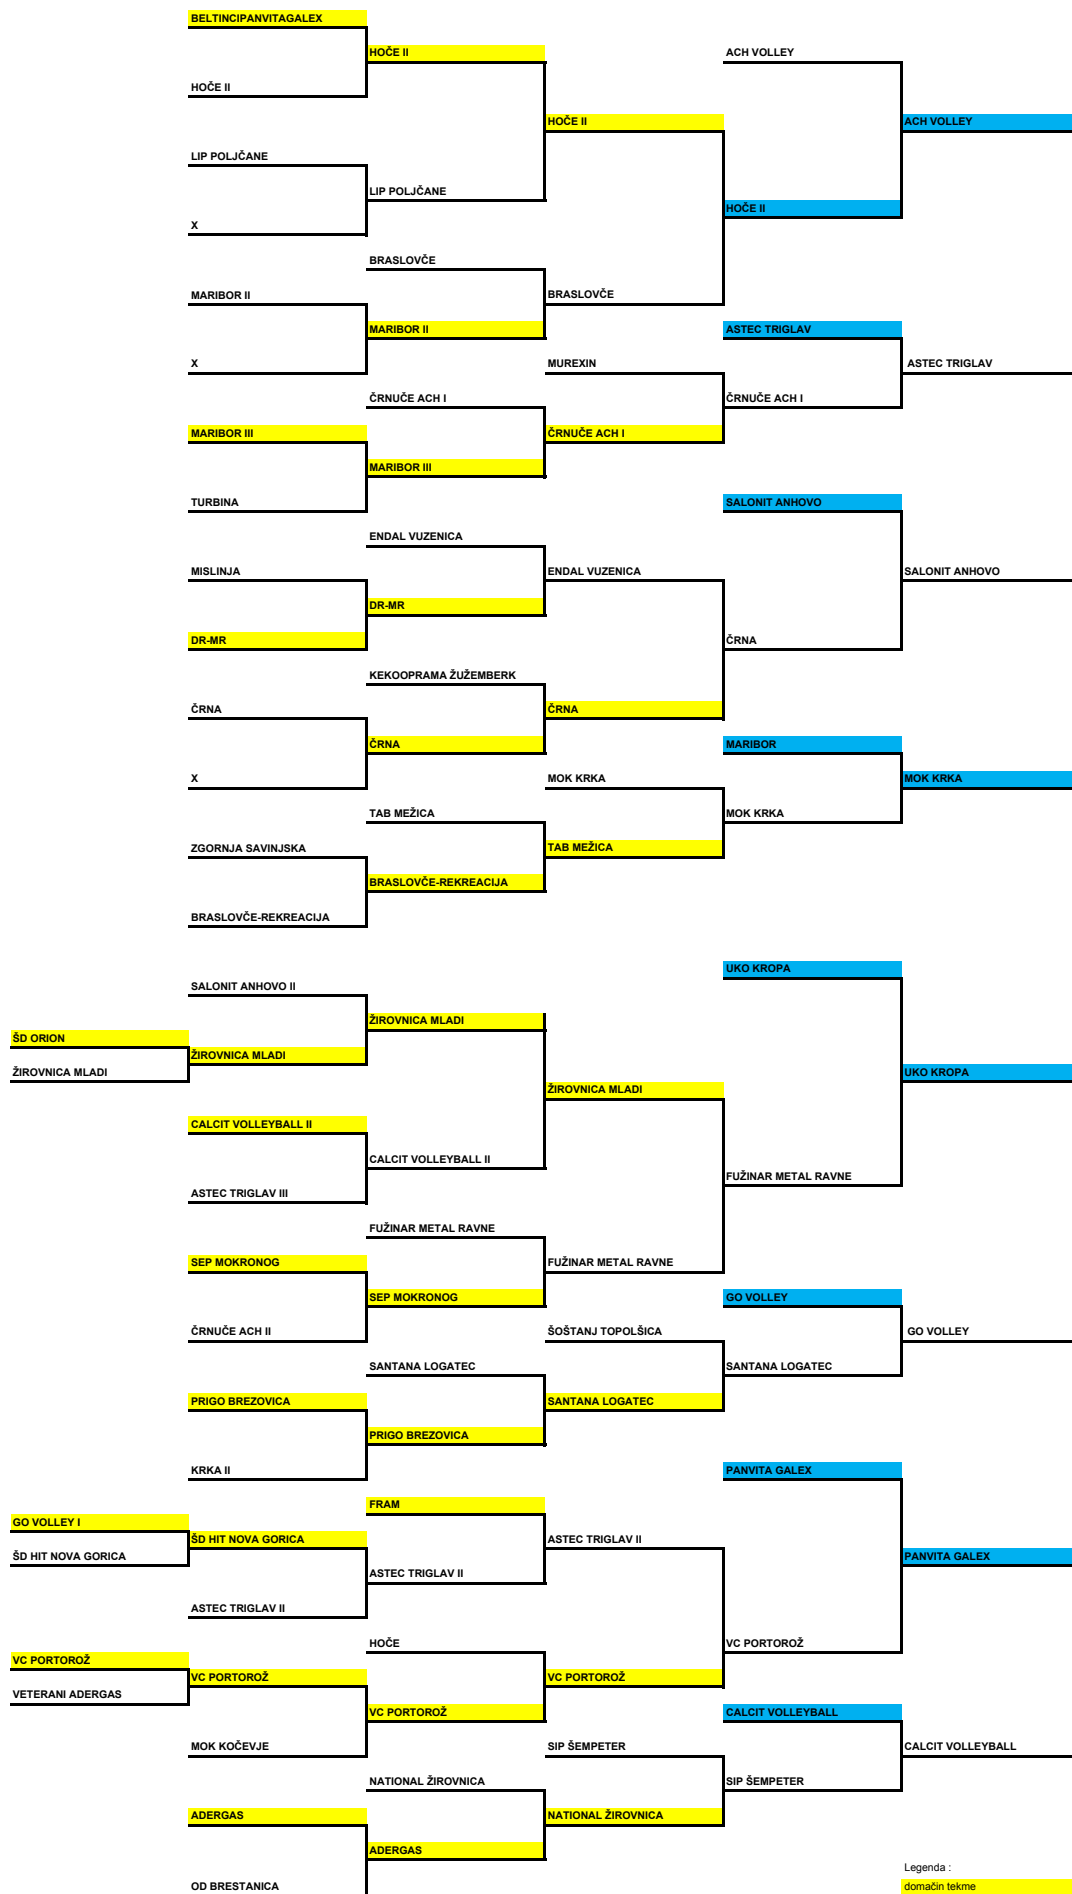 BELTINCIPANVITAGALEX
HOČE II
ACH VOLLEY
HOČE II
HOČE II
ACH VOLLEY
LIP POLJČANE
LIP POLJČANE
HOČE II
X
BRASLOVČE
MARIBOR II
BRASLOVČE
MARIBOR II
ASTEC TRIGLAV
X
MUREXIN
ASTEC TRIGLAV
ČRNUČE ACH I
ČRNUČE ACH I
MARIBOR III
ČRNUČE ACH I
MARIBOR III
TURBINA
SALONIT ANHOVO
ENDAL VUZENICA
MISLINJA
ENDAL VUZENICA
SALONIT ANHOVO
DR-MR
DR-MR
ČRNA
KEKOOPRAMA ŽUŽEMBERK
ČRNA
ČRNA
ČRNA
MARIBOR
X
MOK KRKA
MOK KRKA
TAB MEŽICA
MOK KRKA
ZGORNJA SAVINJSKA
TAB MEŽICA
BRASLOVČE-REKREACIJA
BRASLOVČE-REKREACIJA
UKO KROPA
SALONIT ANHOVO II
ŽIROVNICA MLADI
ŠD ORION
ŽIROVNICA MLADI
ŽIROVNICA MLADI
UKO KROPA
ŽIROVNICA MLADI
CALCIT VOLLEYBALL II
CALCIT VOLLEYBALL II
FUŽINAR METAL RAVNE
ASTEC TRIGLAV III
FUŽINAR METAL RAVNE
SEP MOKRONOG
FUŽINAR METAL RAVNE
SEP MOKRONOG
GO VOLLEY
ČRNUČE ACH II
ŠOŠTANJ TOPOLŠICA
GO VOLLEY
SANTANA LOGATEC
SANTANA LOGATEC
PRIGO BREZOVICA
SANTANA LOGATEC
PRIGO BREZOVICA
KRKA II
PANVITA GALEX
FRAM
GO VOLLEY I
ŠD HIT NOVA GORICA
ASTEC TRIGLAV II
ŠD HIT NOVA GORICA
PANVITA GALEX
ASTEC TRIGLAV II
ASTEC TRIGLAV II
HOČE
VC PORTOROŽ
VC PORTOROŽ
VC PORTOROŽ
VC PORTOROŽ
VETERANI ADERGAS
VC PORTOROŽ
CALCIT VOLLEYBALL
MOK KOČEVJE
SIP ŠEMPETER
CALCIT VOLLEYBALL
NATIONAL ŽIROVNICA
SIP ŠEMPETER
ADERGAS
NATIONAL ŽIROVNICA
ADERGAS
Legenda :
OD BRESTANICA
domačin tekme